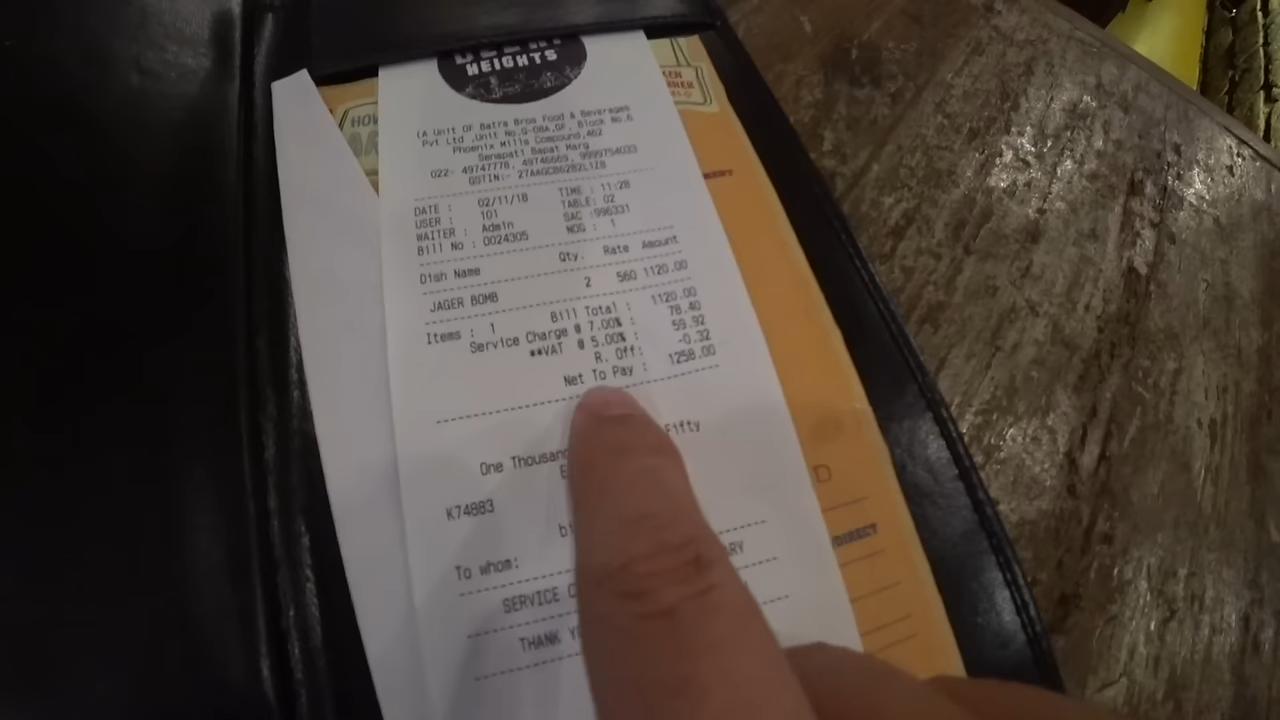 HEIGHTS
(A Unit OF Batra Bros Food & Beverages
Pvt Ltd ,Unit No,G-08A,GF, Block No.6
Phoenix Mills Compound,462
Senapati Bapat Marg
022- 49747778, 49746669, 9999754033
GSTIN:- 27AAGCB6282L1Z8
DATE : 02/11/18 TIME : 11:28
USER : 101 TABLE: 02
WAITER : Admin SAC :996331
Bill No : 0024305 NOG : 1
Dish Name Qty. Rate Amount
JAGER BOMB 2 560 1120.00
Items : 1 Bill Total : 1120.00
Service Charge @ 7.00% : 78.40
**VAT @ 5.00% : 59.92
R. Off: -0.32
Net To Pay : 1258.00
One Thousand Fifty
K74883
To whom:
SERVICE
THANK
HOW
D